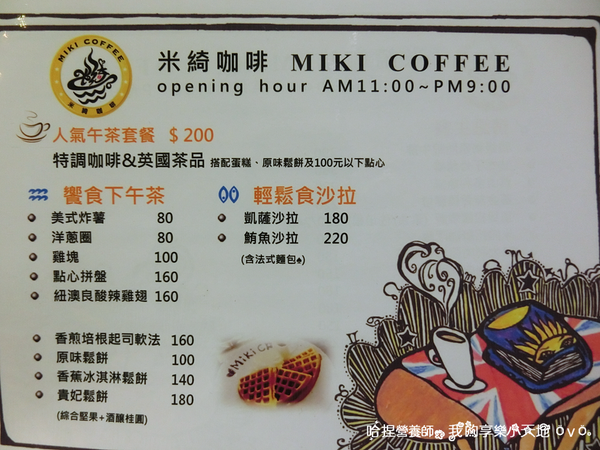 MIKI COFFEE
米綺咖啡
米綺咖啡 MIKI COFFEE
opening hour AM11:00~PM9:00
人氣午茶套餐 $200
特調咖啡&英國茶品 搭配蛋糕、原味鬆餅及100元以下點心
饗食下午茶
美式炸薯 80
洋蔥圈 80
雞塊 100
點心拼盤 160
紐澳良酸辣雞翅 160
香煎培根起司軟法 160
原味鬆餅 100
香蕉冰淇淋鬆餅 140
貴妃鬆餅 180
(綜合堅果+酒釀桂圓)
輕鬆食沙拉
凱薩沙拉 180
鮪魚沙拉 220
(含法式麵包♠)
MIKI CA
哈捏營養師。我夠享樂小天地 ovo。